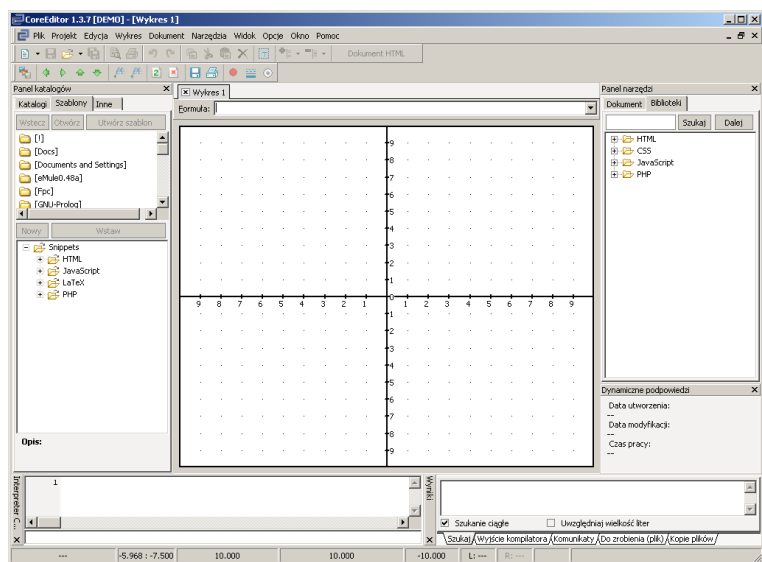 CoreEditor 1.3.7 [DEMO] - [Wykres 1]
Plik Projekt Edycja Wykres Dokument Narzędzia Widok Opcje Okno Pomoc
Dokument HTML
Panel katalogów
Katalogi Szablony Inne
Wstecz Otwórz Utwórz szablon
[!]
[Docs]
[Documents and Settings]
[eMule0.48a]
[Fpc]
[GNU-Prolog]
Nowy Wstaw
Snippets
HTML
JavaScript
LaTeX
PHP
Opis:
Wykres 1
Formuła:
9
8
7
6
5
4
3
2
1
0
9 8 7 6 5 4 3 2 1 1 2 3 4 5 6 7 8 9
1
2
3
4
5
6
7
8
9
Panel narzędzi
Dokument Biblioteki
Szukaj Dalej
HTML
CSS
JavaScript
PHP
Dynamiczne podpowiedzi
Data utworzenia:
--
Data modyfikacji:
--
Czas pracy:
--
Interpreter C...
1
Wyniki
Szukanie ciągłe Uwzględniaj wielkość liter
Szukaj Wyjście kompilatora Komunikaty Do zrobienia (plik) Kopie plików
--- -5.968 : -7.500 10.000 10.000 -10.000 L: --- R: ---